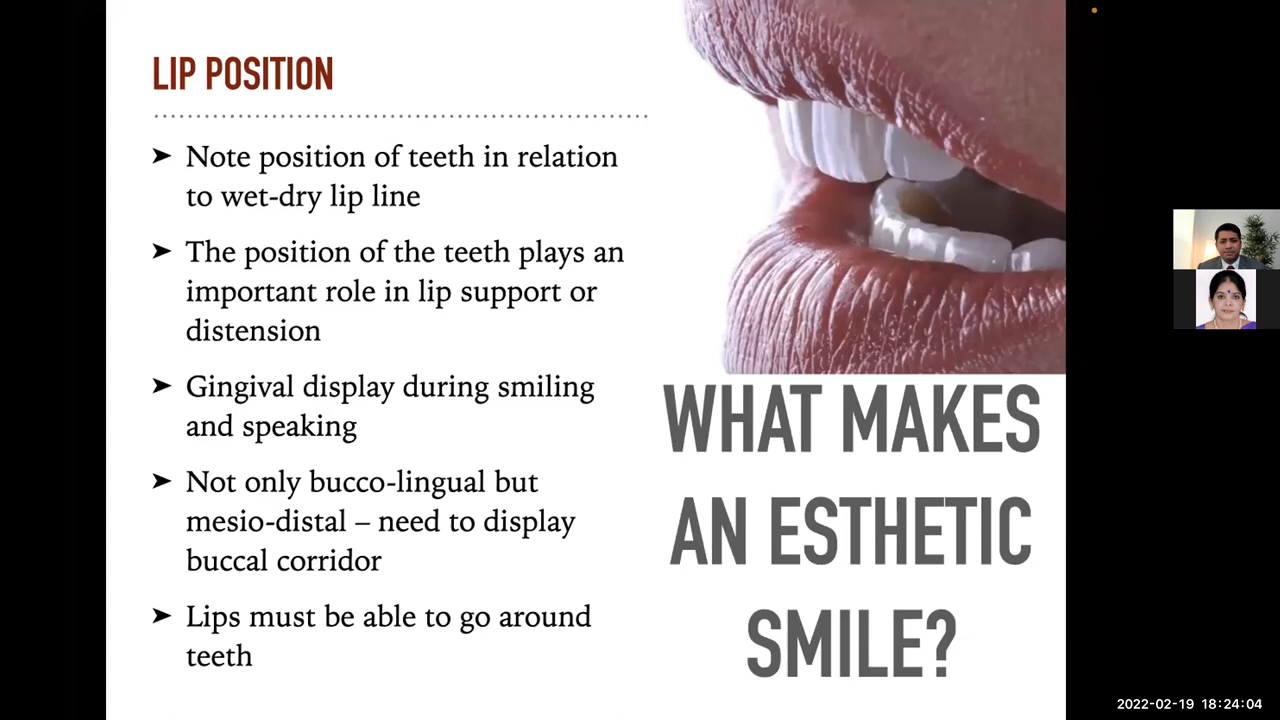 LIP POSITION
➤ Note position of teeth in relation
to wet-dry lip line
➤ The position of the teeth plays an
important role in lip support or
distension
➤ Gingival display during smiling
and speaking
➤ Not only bucco-lingual but
mesio-distal – need to display
buccal corridor
➤ Lips must be able to go around
teeth
WHAT MAKES
AN ESTHETIC
SMILE?
2022-02-19 18:24:04